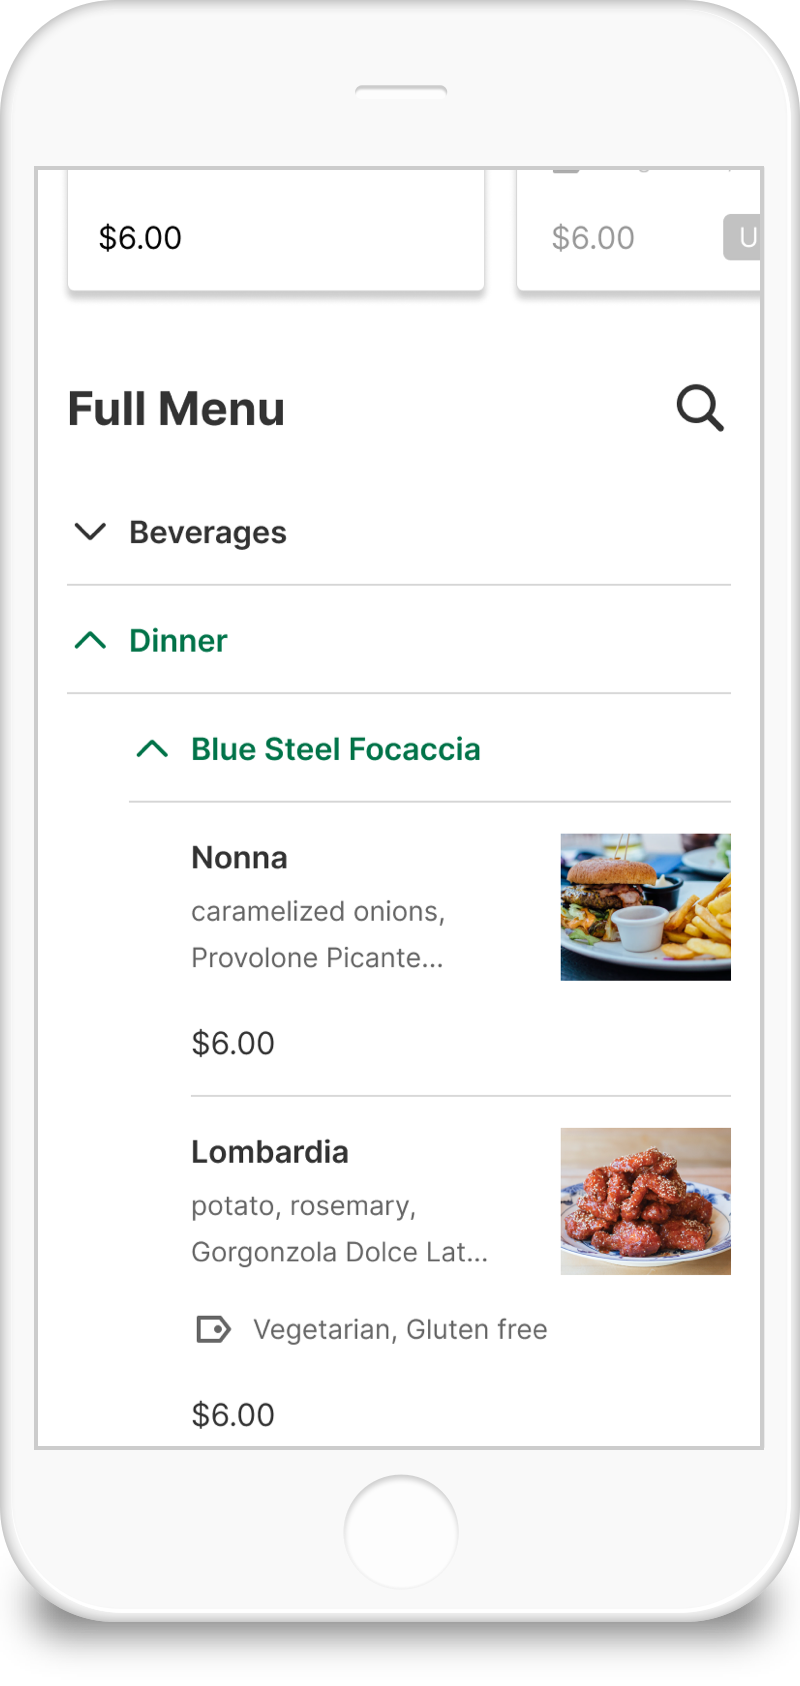 $6.00
$6.00
U
Full Menu
Beverages
Dinner
Blue Steel Focaccia
Nonna
caramelized onions,
Provolone Picante...
$6.00
Lombardia
potato, rosemary,
Gorgonzola Dolce Lat...
Vegetarian, Gluten free
$6.00